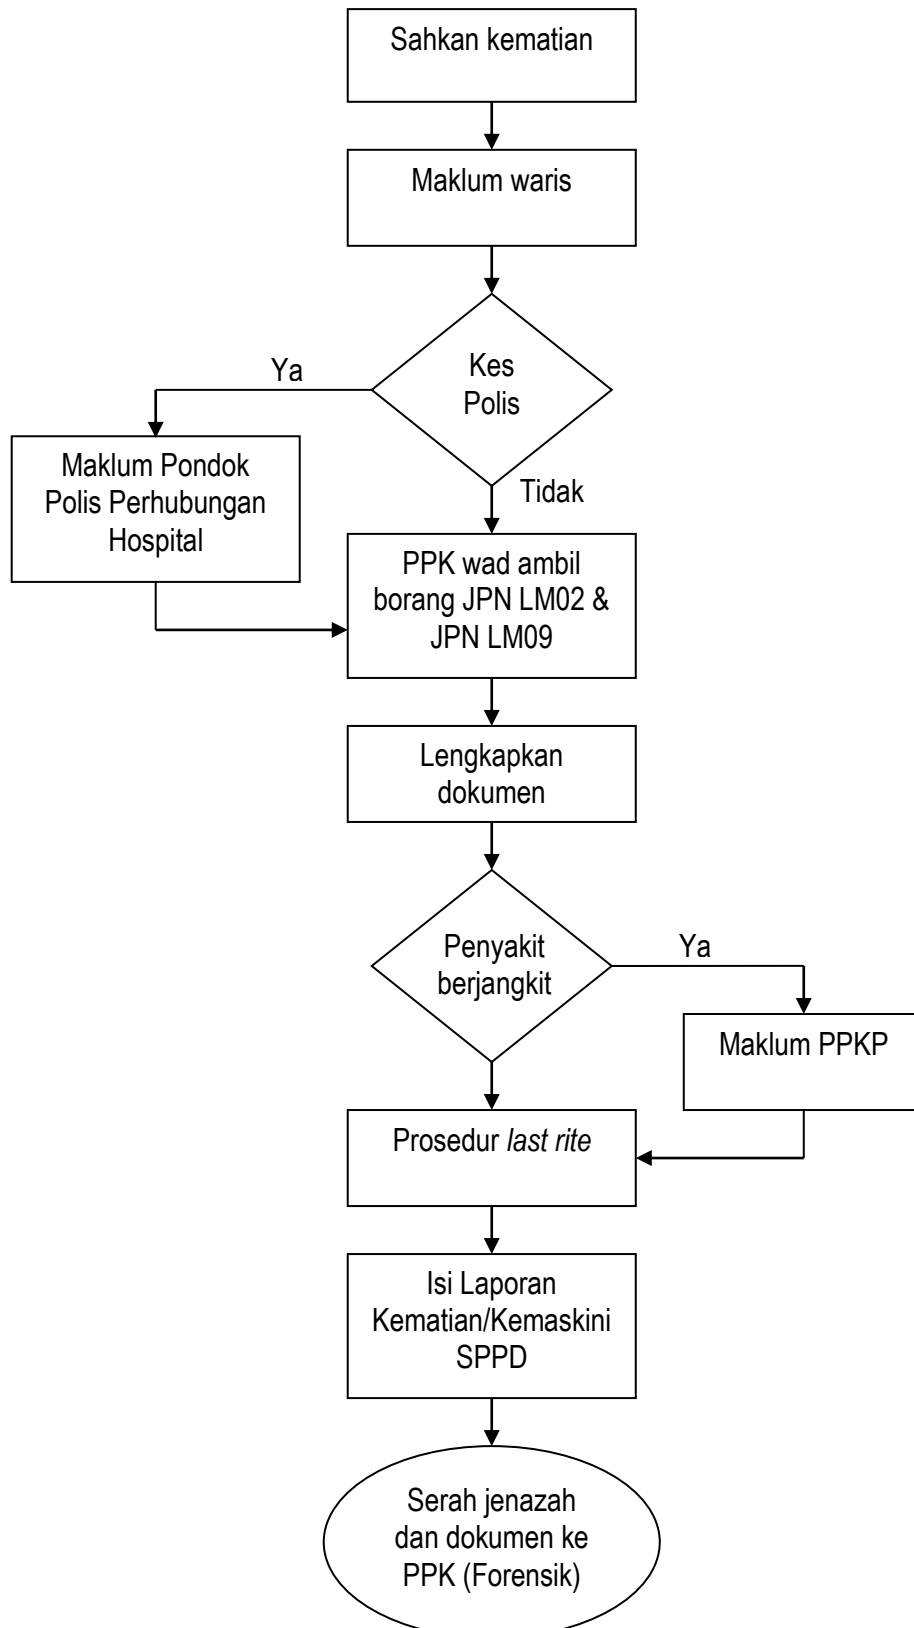 Sahkan kematian
Maklum waris
Kes
Polis
Ya
Maklum Pondok
Polis Perhubungan
Hospital
Tidak
PPK wad ambil
borang JPN LM02 &
JPN LM09
Lengkapkan
dokumen
Penyakit
berjangkit
Ya
Maklum PPKP
Prosedur last rite
Isi Laporan
Kematian/Kemaskini
SPPD
Serah jenazah
dan dokumen ke
PPK (Forensik)